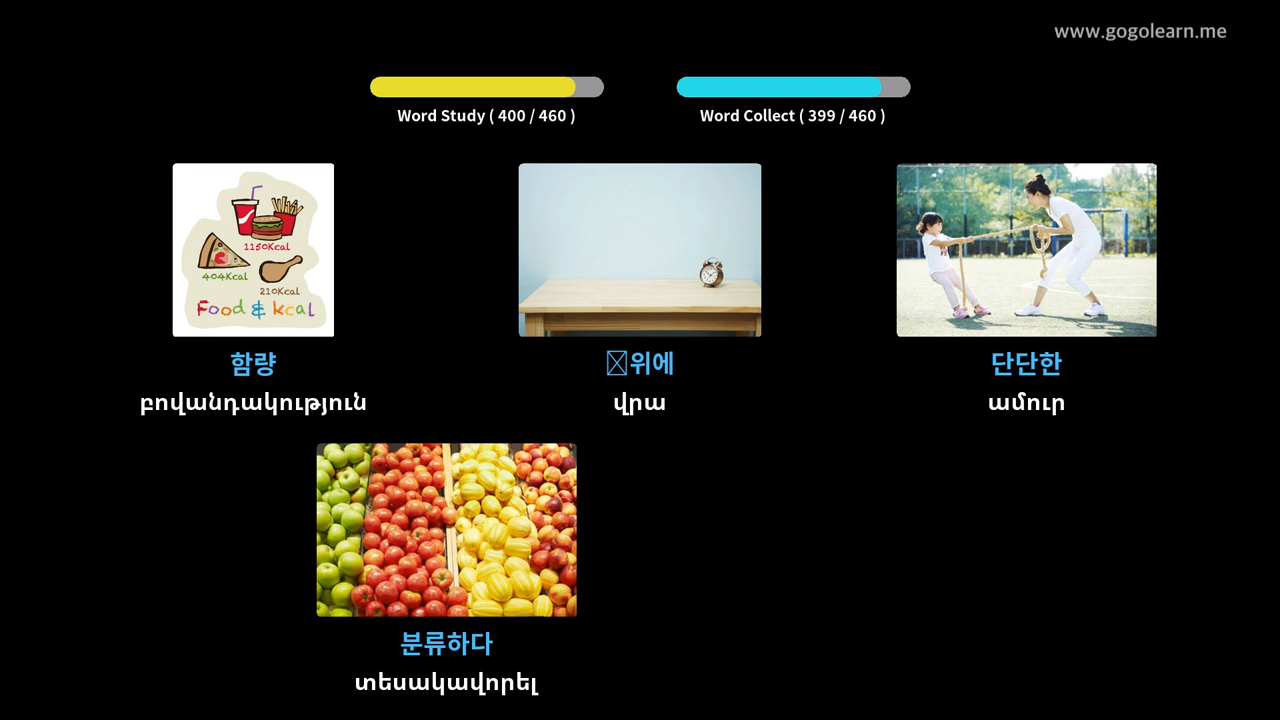 www.gogolearn.me
Word Study ( 400 / 460 )
Word Collect ( 399 / 460 )
1150Kcal
404Kcal
210Kcal
Food & kcal
함량
위에
단단한
բովանդակություն
վրա
ամուր
분류하다
տեսակավորել